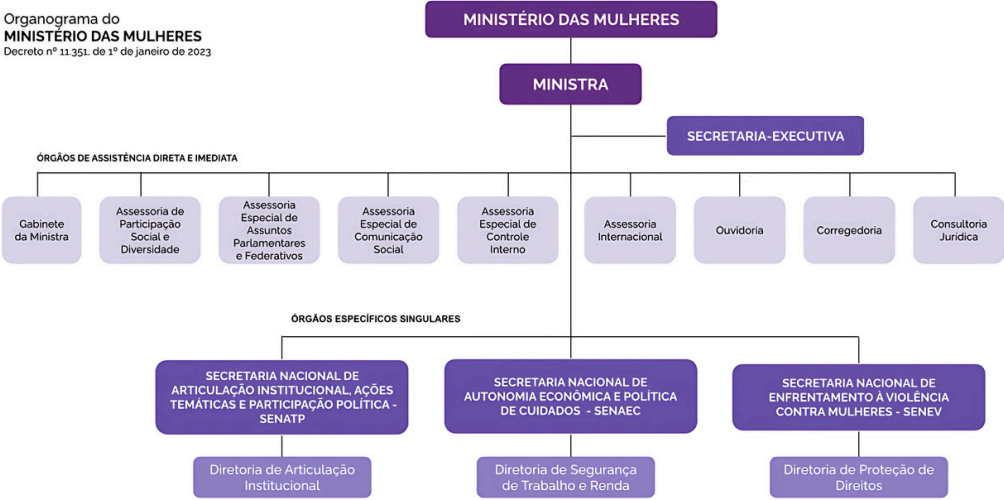 Organograma do
MINISTÉRIO DAS MULHERES
Decreto nº 11.351, de 1º de janeiro de 2023
MINISTÉRIO DAS MULHERES
MINISTRA
SECRETARIA-EXECUTIVA
ÓRGÃOS DE ASSISTÊNCIA DIRETA E IMEDIATA
Gabinete
da Ministra
Assessoria de
Participação
Social e
Diversidade
Assessoria
Especial de
Assuntos
Parlamentares
e Federativos
Assessoria
Especial de
Comunicação
Social
Assessoria
Especial de
Controle
Interno
Assessoria
Internacional
Ouvidoria
Corregedoria
Consultoria
Jurídica
ÓRGÃOS ESPECÍFICOS SINGULARES
SECRETARIA NACIONAL DE
ARTICULAÇÃO INSTITUCIONAL, AÇÕES
TEMÁTICAS E PARTICIPAÇÃO POLÍTICA -
SENATP
SECRETARIA NACIONAL DE
AUTONOMIA ECONÔMICA E POLÍTICA
DE CUIDADOS - SENAEC
SECRETARIA NACIONAL DE
ENFRENTAMENTO À VIOLÊNCIA
CONTRA MULHERES - SENEV
Diretoria de Articulação
Institucional
Diretoria de Segurança
de Trabalho e Renda
Diretoria de Proteção de
Direitos